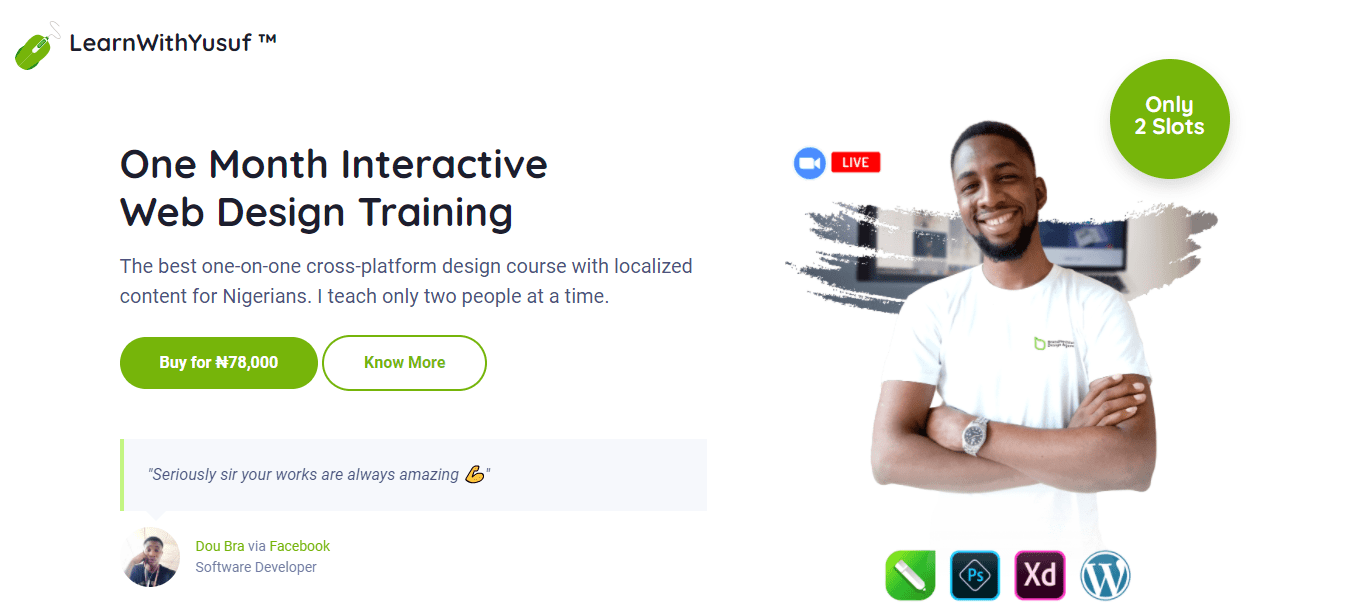 LearnWithYusuf ™
Only
2 Slots
LIVE
One Month Interactive
Web Design Training
The best one-on-one cross-platform design course with localized
content for Nigerians. I teach only two people at a time.
Buy for ₦78,000
Know More
"Seriously sir your works are always amazing 💪"
Dou Bra via Facebook
Software Developer
Ps
Xd
W